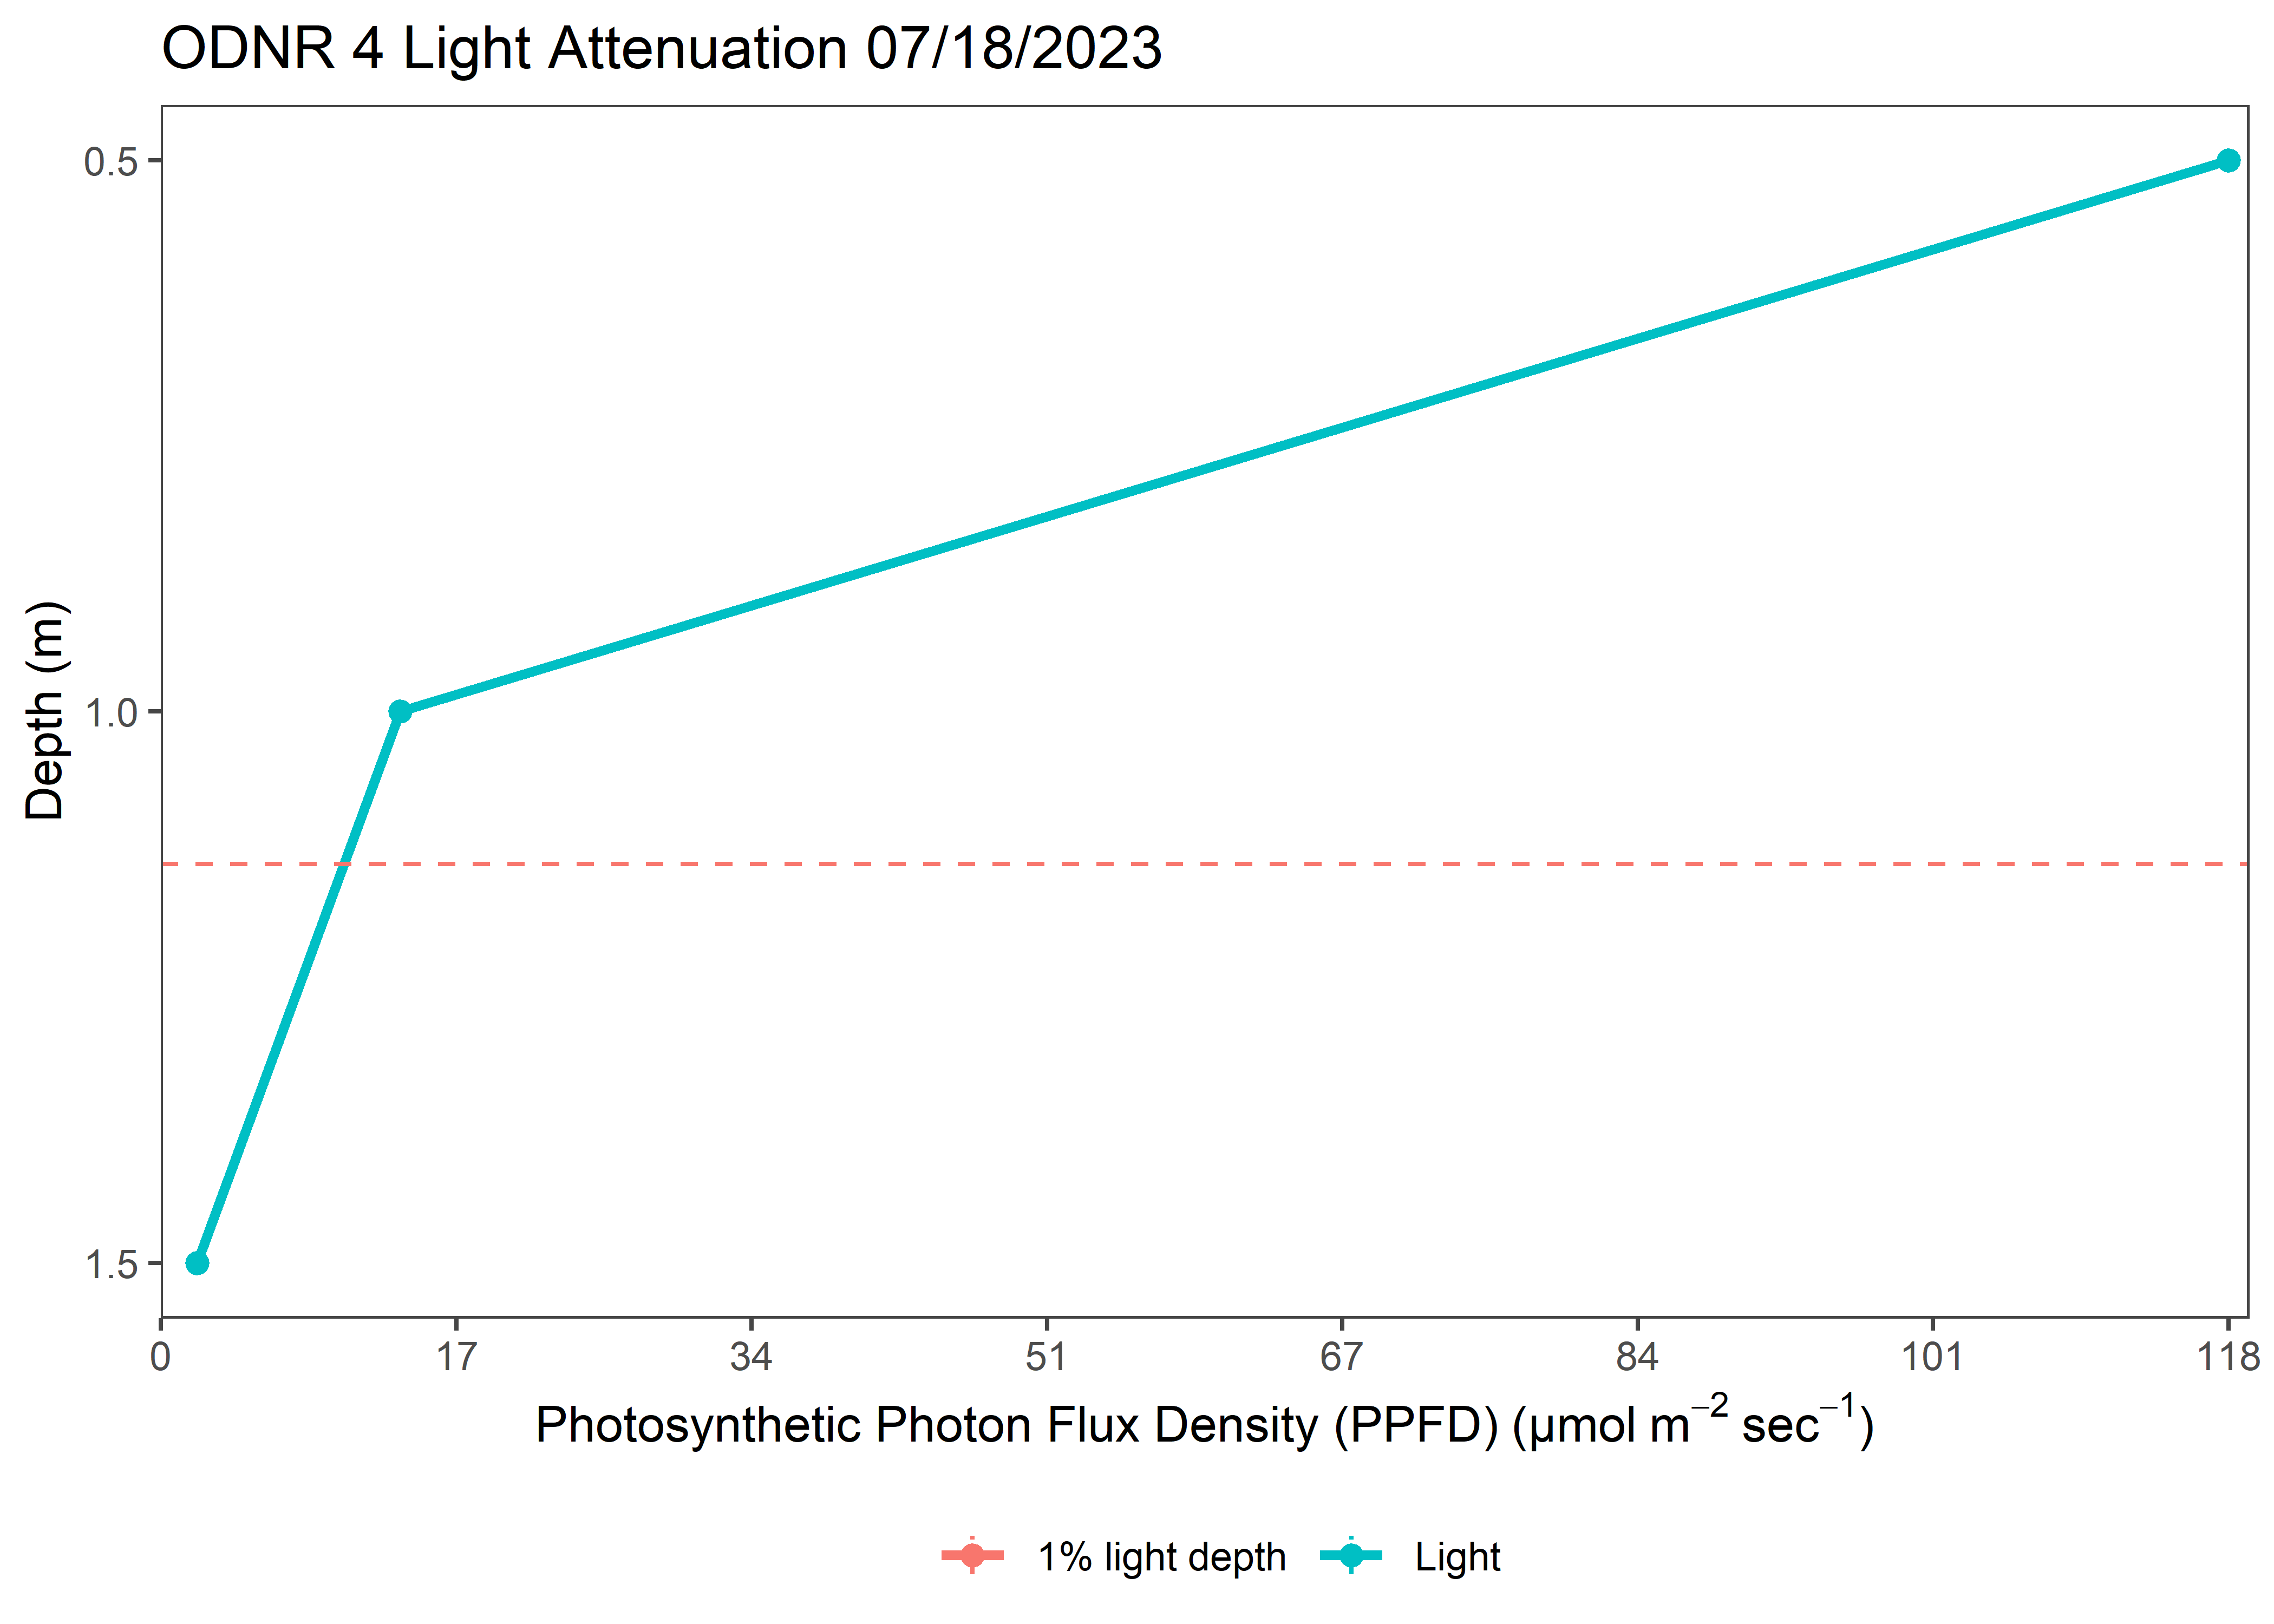 ODNR 4 Light Attenuation 07/18/2023
Depth (m)
0.5
1.0
1.5
0 17 34 51 67 84 101 118
Photosynthetic Photon Flux Density (PPFD) (μmol m⁻² sec⁻¹)
1% light depth Light